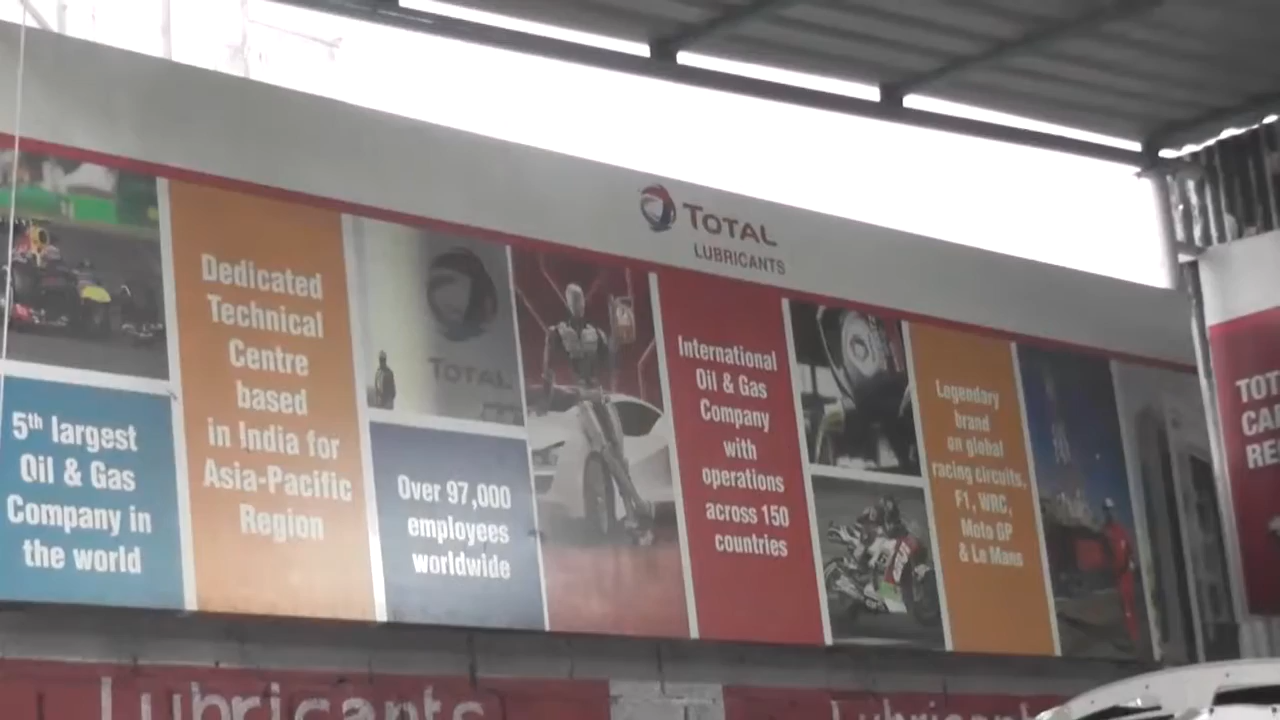 TOTAL
LUBRICANTS
5th largest
Oil & Gas
Company in
the world
Dedicated
Technical
Centre
based
in India for
Asia-Pacific
Region
TOTAL
Over 97,000
employees
worldwide
International
Oil & Gas
Company
with
operations
across 150
countries
Legendary
brand
on global
racing circuits,
F1, WRC,
Moto GP
& Le Mans
Lubricants